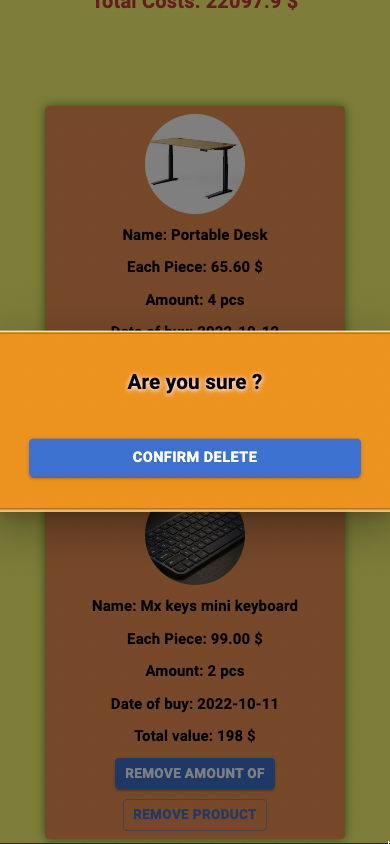 Total Costs: 22097.9 $
Name: Portable Desk
Each Piece: 65.60 $
Amount: 4 pcs
Date of buy: 2022-10-12
Are you sure ?
CONFIRM DELETE
Name: Mx keys mini keyboard
Each Piece: 99.00 $
Amount: 2 pcs
Date of buy: 2022-10-11
Total value: 198 $
REMOVE AMOUNT OF
REMOVE PRODUCT